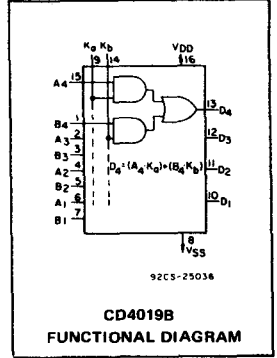 Ka Kb VDD
9 14 16
15
A4
13
D4
1
B4
12
D3
2
A3
3
B3
D4=(A4·Ka)+(B4·Kb)
11
D2
4
A2
5
B2
10
D1
6
A1
7
B1
8
VSS
92CS-25036
CD4019B
FUNCTIONAL DIAGRAM